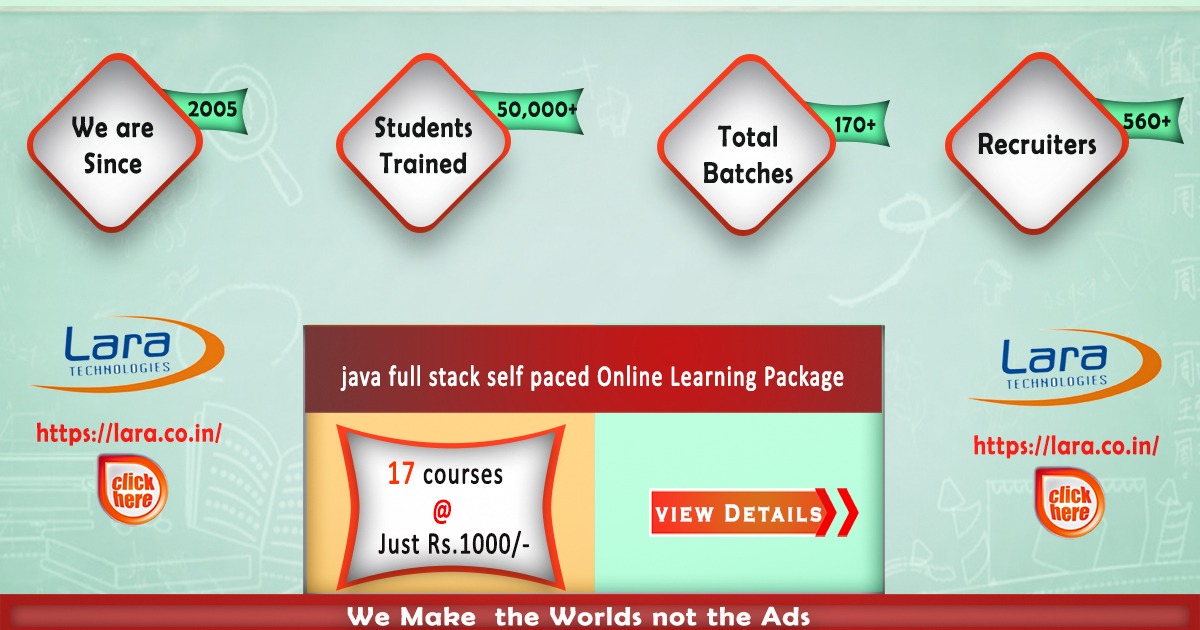 We are
Since
2005
Students
Trained
50,000+
Total
Batches
170+
Recruiters
560+
Lara
TECHNOLOGIES
https://lara.co.in/
click
here
java full stack self paced Online Learning Package
17 courses
@
Just Rs.1000/-
VIEW DETAILS
Lara
TECHNOLOGIES
https://lara.co.in/
click
here
We Make the Worlds not the Ads